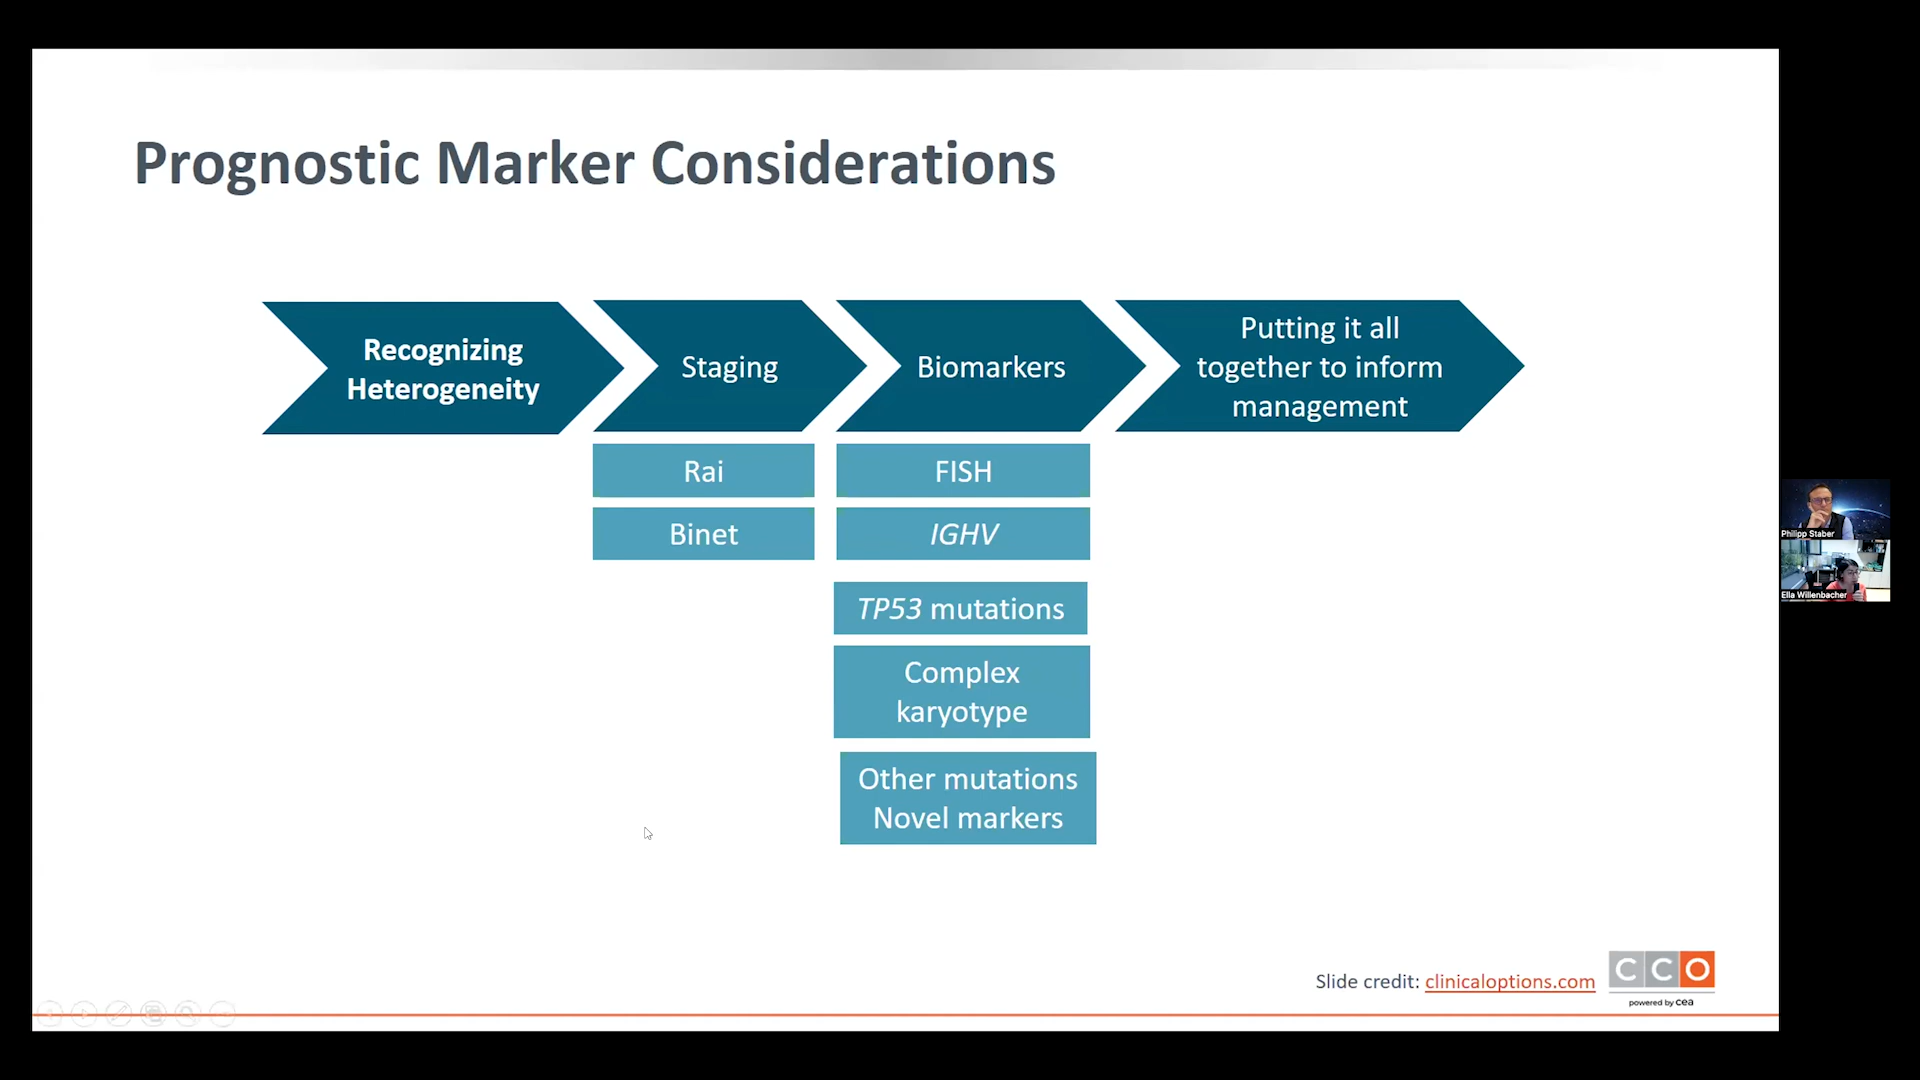 Prognostic Marker Considerations
Recognizing
Heterogeneity
Staging
Biomarkers
Putting it all
together to inform
management
Rai
Binet
FISH
IGHV
TP53 mutations
Complex
karyotype
Other mutations
Novel markers
Philipp Staber
Ella Willenbacher
Slide credit: clinicaloptions.com
CCO
powered by cea